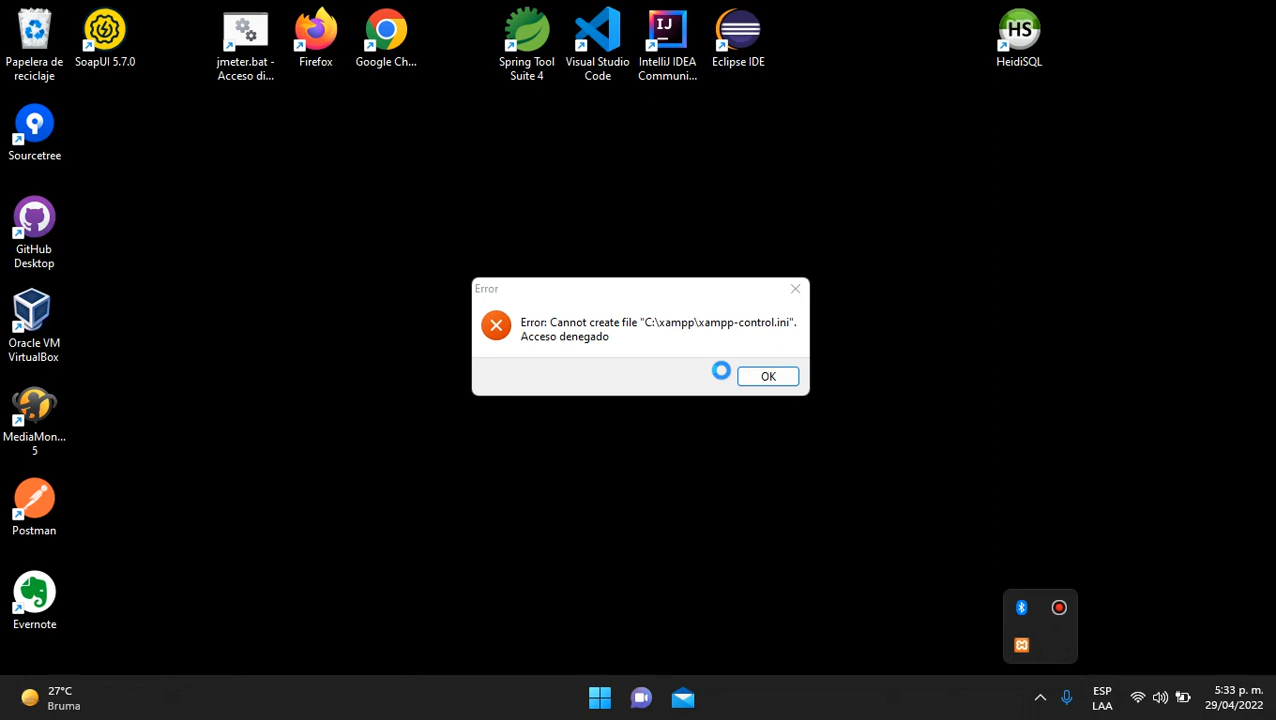 Papelera de
reciclaje
SoapUI 5.7.0
jmeter.bat -
Acceso di...
Firefox
Google Ch...
Spring Tool
Suite 4
Visual Studio
Code
IJ
IntelliJ IDEA
Communi...
Eclipse IDE
HS
HeidiSQL
Sourcetree
GitHub
Desktop
Oracle VM
VirtualBox
MediaMon...
5
Postman
Evernote
Error
Error: Cannot create file "C:\xampp\xampp-control.ini".
Acceso denegado
OK
27°C
Bruma
ESP
LAA
5:33 p. m.
29/04/2022